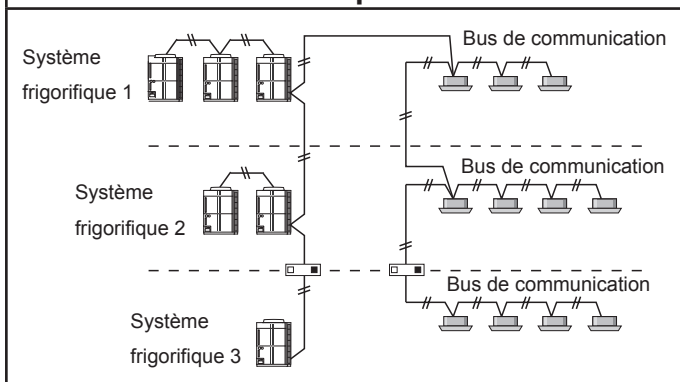 Bus de communication
Système
frigorifique 1
Bus de communication
Système
frigorifique 2
Bus de communication
Système
frigorifique 3